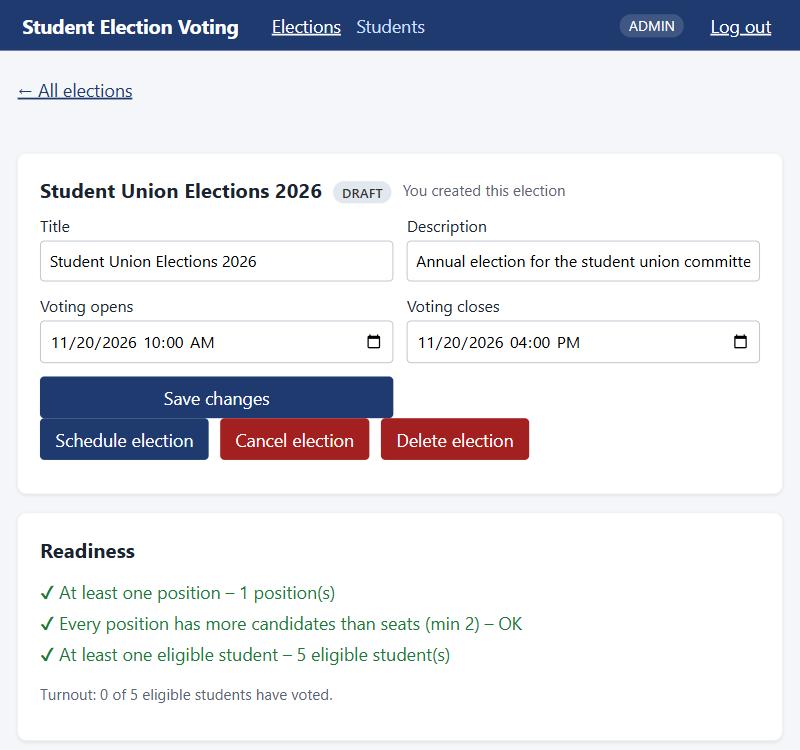 Student Election Voting Elections Students ADMIN Log out
← All elections
Student Union Elections 2026 DRAFT You created this election
Title Description
Student Union Elections 2026 Annual election for the student union committe
Voting opens Voting closes
11/20/2026 10:00 AM 11/20/2026 04:00 PM
Save changes
Schedule election Cancel election Delete election
Readiness
✓ At least one position – 1 position(s)
✓ Every position has more candidates than seats (min 2) – OK
✓ At least one eligible student – 5 eligible student(s)
Turnout: 0 of 5 eligible students have voted.